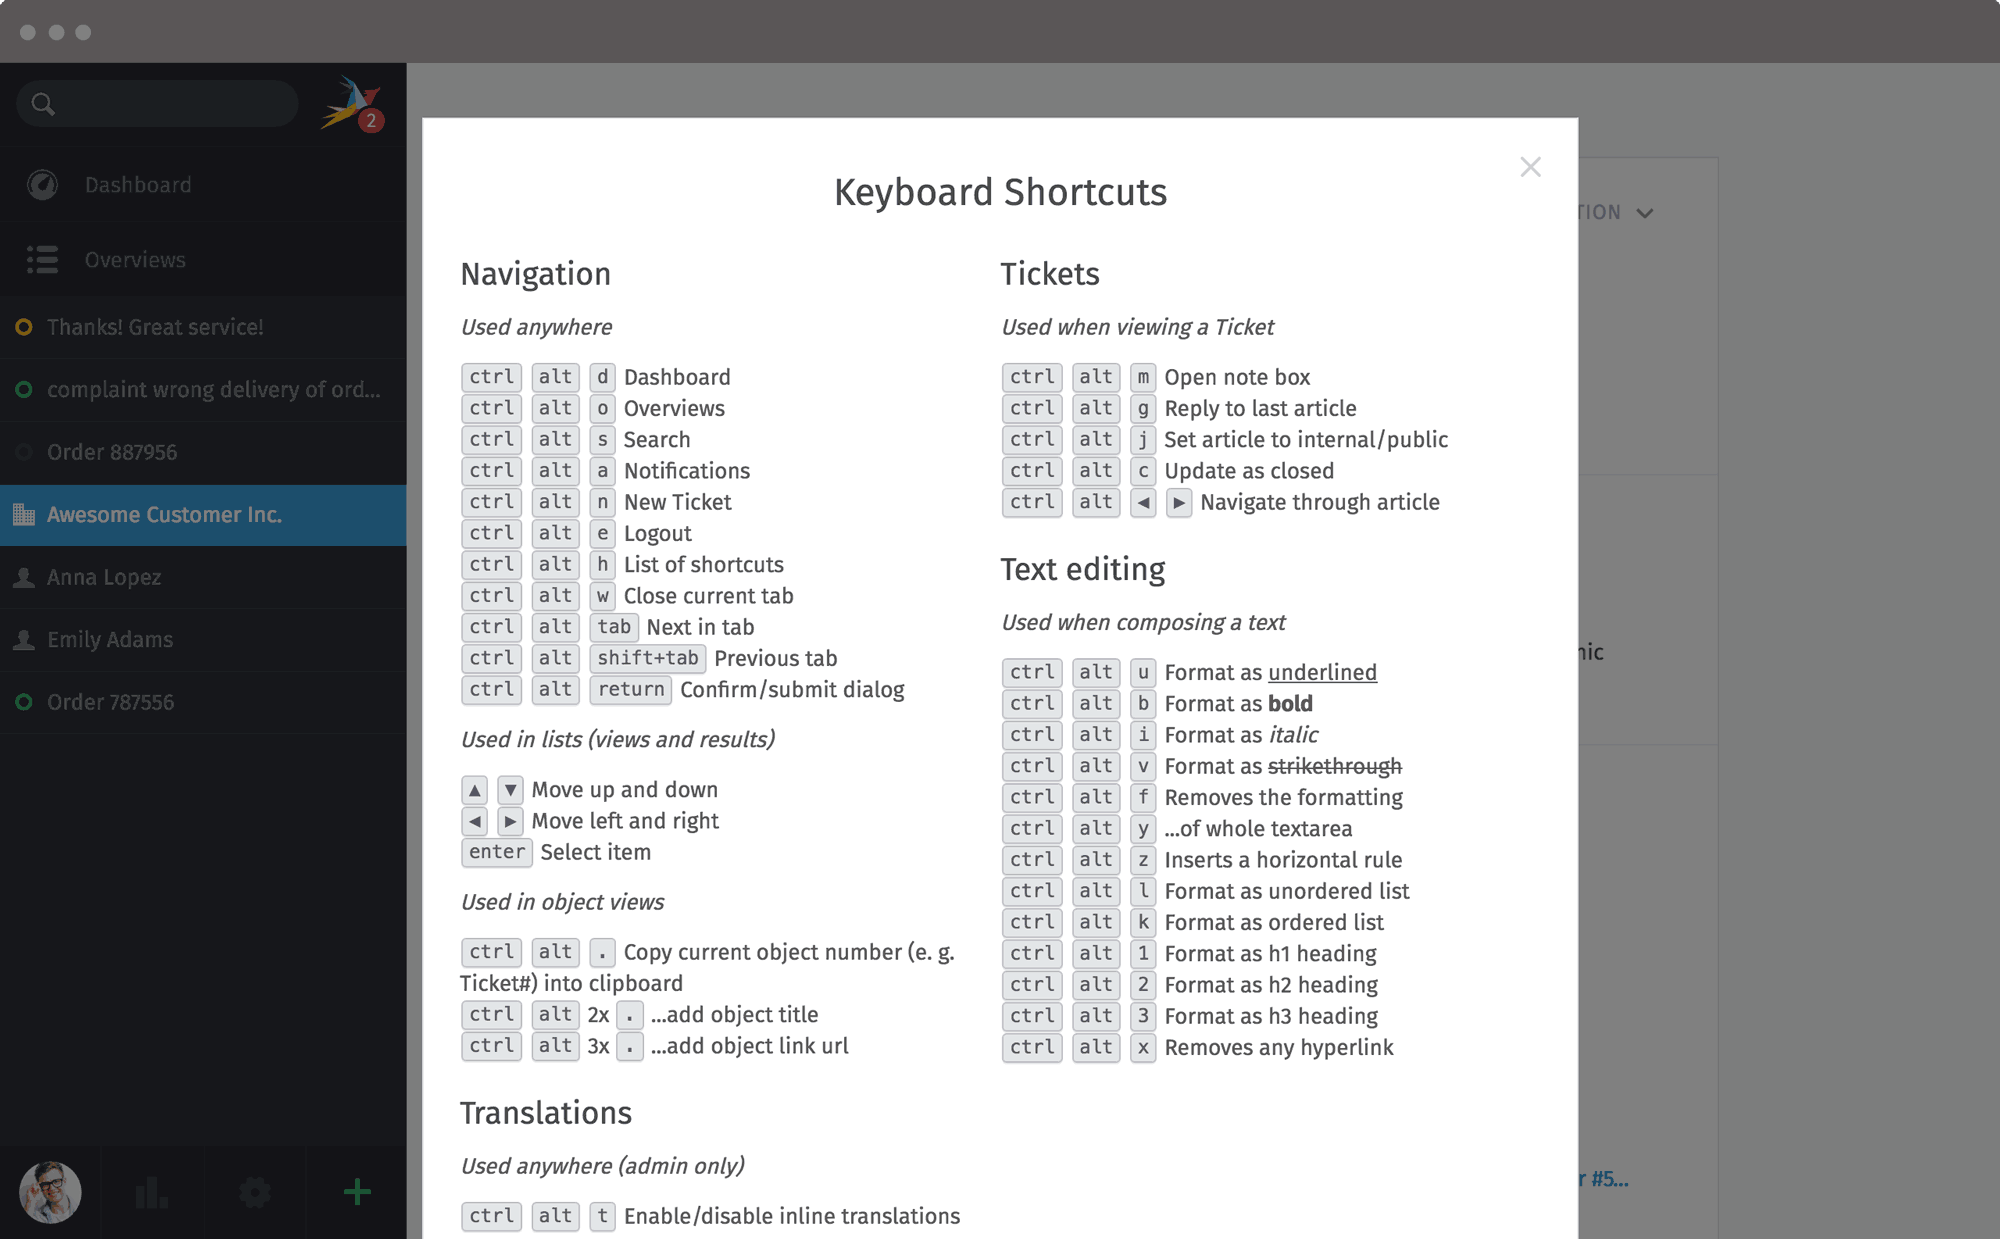 2
Dashboard
Overviews
Thanks! Great service!
complaint wrong delivery of ord...
Order 887956
Awesome Customer Inc.
Anna Lopez
Emily Adams
Order 787556
Keyboard Shortcuts
Navigation
Used anywhere
ctrl alt d Dashboard
ctrl alt o Overviews
ctrl alt s Search
ctrl alt a Notifications
ctrl alt n New Ticket
ctrl alt e Logout
ctrl alt h List of shortcuts
ctrl alt w Close current tab
ctrl alt tab Next in tab
ctrl alt shift+tab Previous tab
ctrl alt return Confirm/submit dialog
Used in lists (views and results)
▲ ▼ Move up and down
◄ ► Move left and right
enter Select item
Used in object views
ctrl alt . Copy current object number (e. g.
Ticket#) into clipboard
ctrl alt 2x . ...add object title
ctrl alt 3x . ...add object link url
Translations
Used anywhere (admin only)
ctrl alt t Enable/disable inline translations
Tickets
Used when viewing a Ticket
ctrl alt m Open note box
ctrl alt g Reply to last article
ctrl alt j Set article to internal/public
ctrl alt c Update as closed
ctrl alt ◄ ► Navigate through article
Text editing
Used when composing a text
ctrl alt u Format as underlined
ctrl alt b Format as bold
ctrl alt i Format as italic
ctrl alt v Format as strikethrough
ctrl alt f Removes the formatting
ctrl alt y ...of whole textarea
ctrl alt z Inserts a horizontal rule
ctrl alt l Format as unordered list
ctrl alt k Format as ordered list
ctrl alt 1 Format as h1 heading
ctrl alt 2 Format as h2 heading
ctrl alt 3 Format as h3 heading
ctrl alt x Removes any hyperlink
TION
nic
r #5...